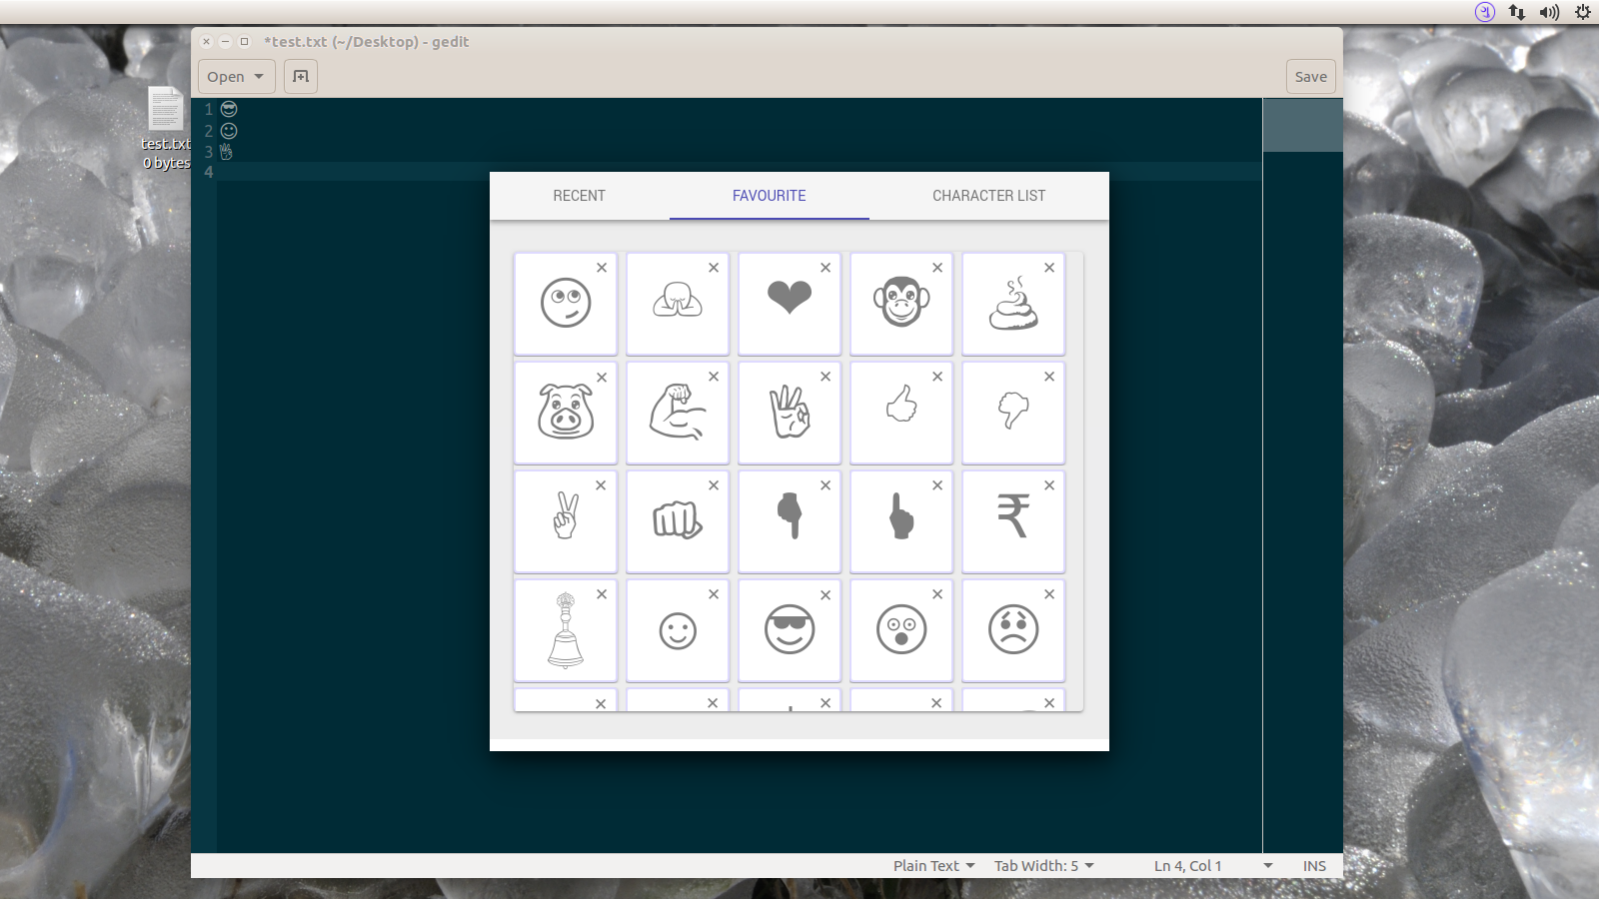 *test.txt (~/Desktop) - gedit
Open
Save
1 😎
2 ☺
3 👌
4
test.txt
0 bytes
RECENT FAVOURITE CHARACTER LIST
₹
Plain Text Tab Width: 5 Ln 4, Col 1 INS